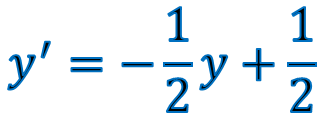 y′ = −1/2 y + 1/2